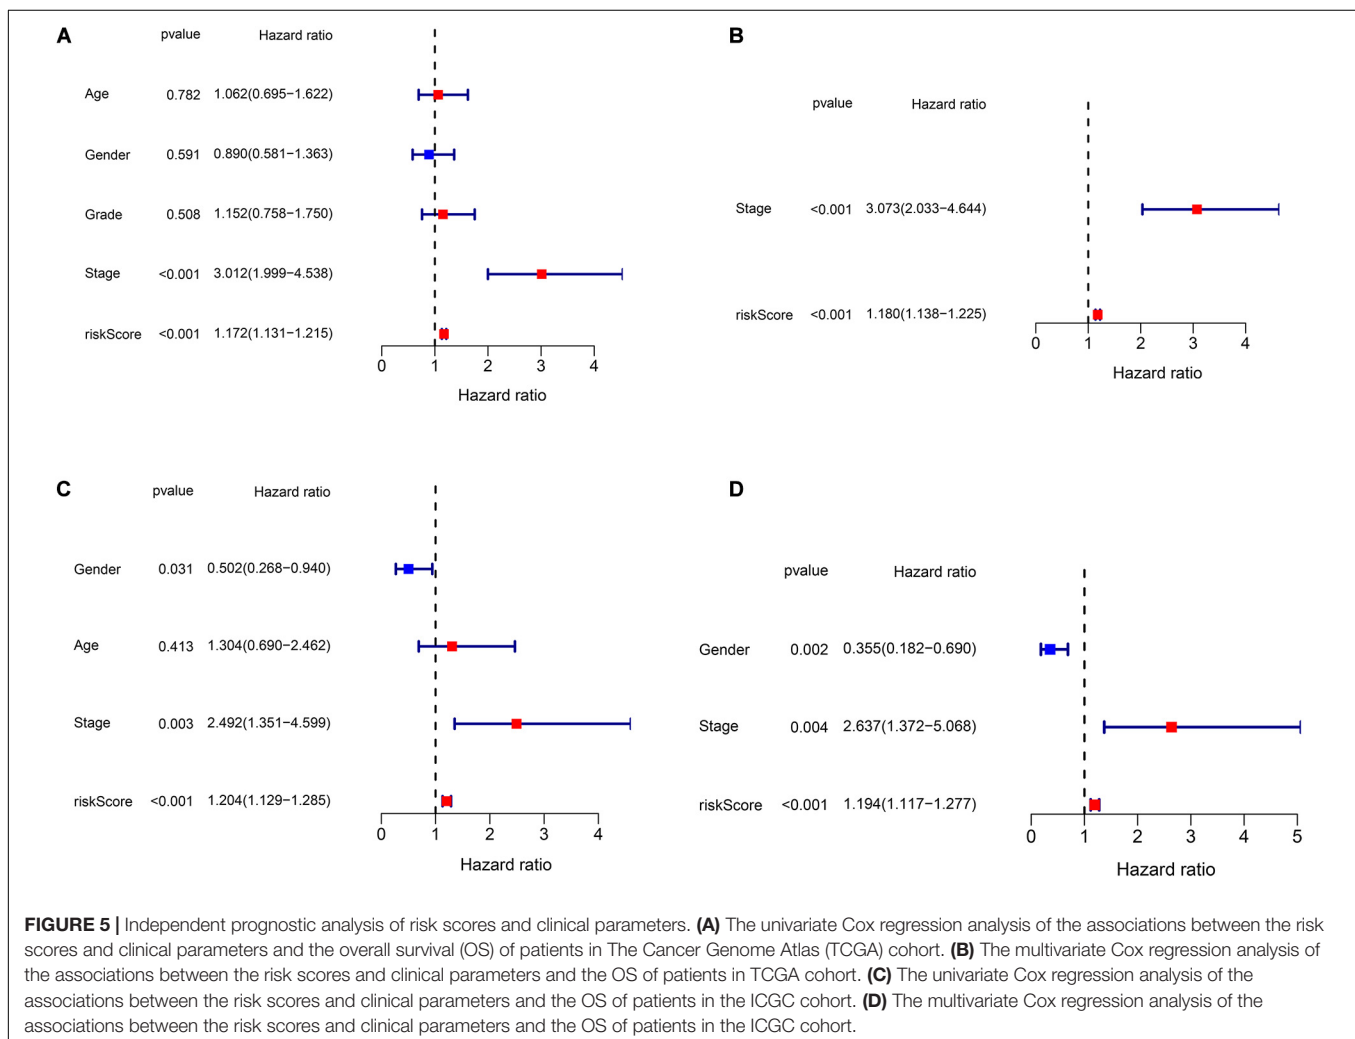 A
pvalue Hazard ratio
Age 0.782 1.062(0.695−1.622)
Gender 0.591 0.890(0.581−1.363)
Grade 0.508 1.152(0.758−1.750)
Stage <0.001 3.012(1.999−4.538)
riskScore <0.001 1.172(1.131−1.215)
0 1 2 3 4
Hazard ratio
B
pvalue Hazard ratio
Stage <0.001 3.073(2.033−4.644)
riskScore <0.001 1.180(1.138−1.225)
0 1 2 3 4
Hazard ratio
C
pvalue Hazard ratio
Gender 0.031 0.502(0.268−0.940)
Age 0.413 1.304(0.690−2.462)
Stage 0.003 2.492(1.351−4.599)
riskScore <0.001 1.204(1.129−1.285)
0 1 2 3 4
Hazard ratio
D
pvalue Hazard ratio
Gender 0.002 0.355(0.182−0.690)
Stage 0.004 2.637(1.372−5.068)
riskScore <0.001 1.194(1.117−1.277)
0 1 2 3 4 5
Hazard ratio
FIGURE 5 | Independent prognostic analysis of risk scores and clinical parameters. (A) The univariate Cox regression analysis of the associations between the risk
scores and clinical parameters and the overall survival (OS) of patients in The Cancer Genome Atlas (TCGA) cohort. (B) The multivariate Cox regression analysis of
the associations between the risk scores and clinical parameters and the OS of patients in TCGA cohort. (C) The univariate Cox regression analysis of the
associations between the risk scores and clinical parameters and the OS of patients in the ICGC cohort. (D) The multivariate Cox regression analysis of the
associations between the risk scores and clinical parameters and the OS of patients in the ICGC cohort.